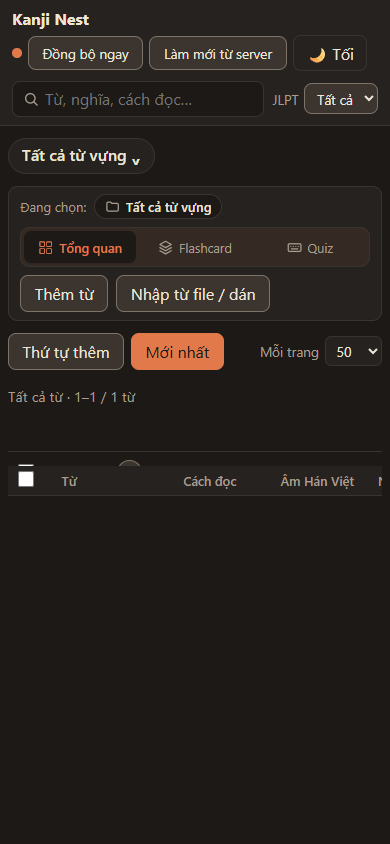 Kanji Nest
Đồng bộ ngay
Làm mới từ server
Tối
Từ, nghĩa, cách đọc...
JLPT
Tất cả
Tất cả từ vựng
Đang chọn:
Tất cả từ vựng
Tổng quan
Flashcard
Quiz
Thêm từ
Nhập từ file / dán
Thứ tự thêm
Mới nhất
Mỗi trang
50
Tất cả từ · 1–1 / 1 từ
Từ
Cách đọc
Âm Hán Việt